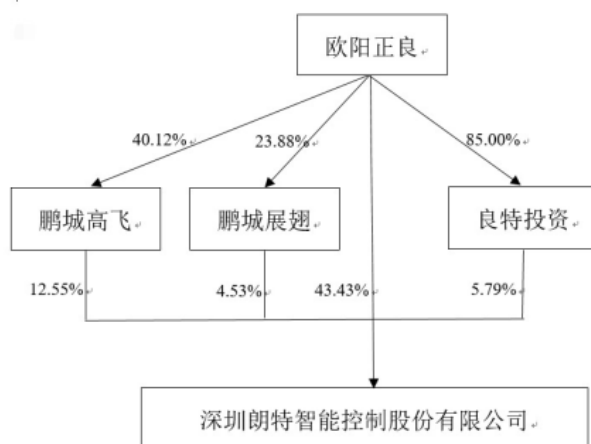 欧阳正良
40.12%
23.88%
85.00%
鹏城高飞
鹏城展翅
良特投资
12.55%
4.53%
43.43%
5.79%
深圳朗特智能控制股份有限公司